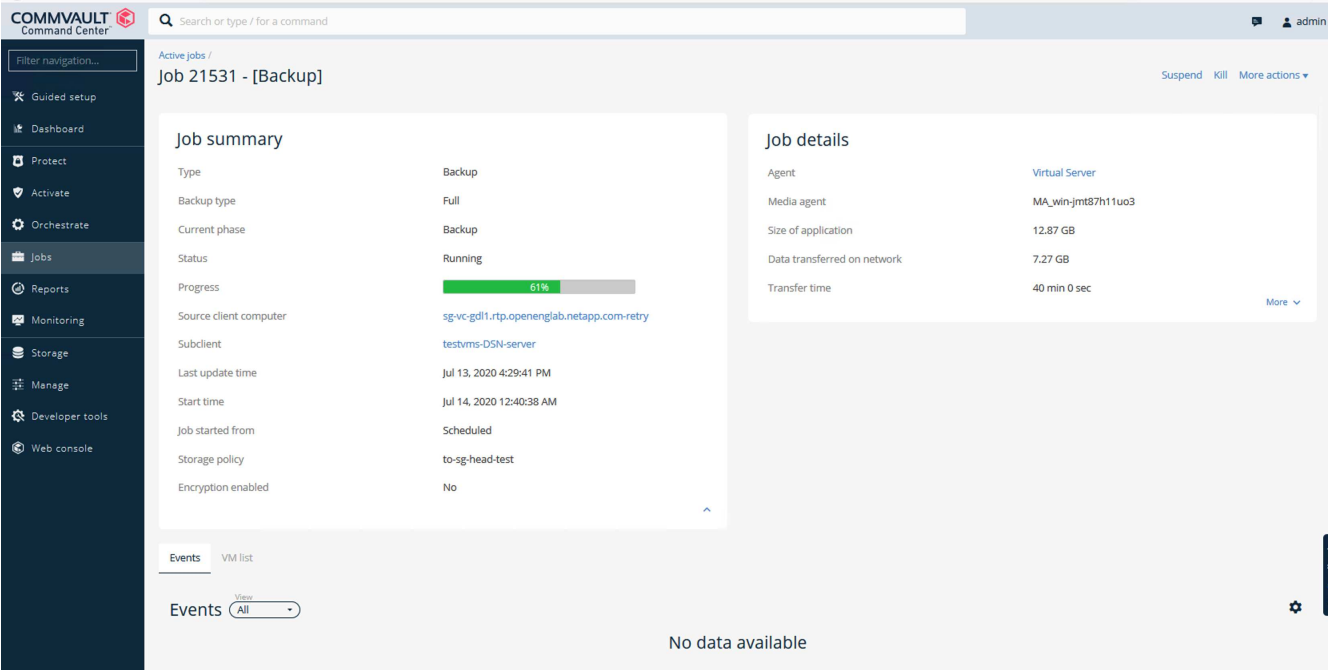 COMMVAULT
Command Center™
Search or type / for a command
admin
Filter navigation...
Guided setup
Dashboard
Protect
Activate
Orchestrate
Jobs
Reports
Monitoring
Storage
Manage
Developer tools
Web console
Active jobs /
Job 21531 - [Backup]
Suspend Kill More actions
Job summary
Type Backup
Backup type Full
Current phase Backup
Status Running
Progress 61%
Source client computer sg-vc-gdl1.rtp.openenglab.netapp.com-retry
Subclient testvms-DSN-server
Last update time Jul 13, 2020 4:29:41 PM
Start time Jul 14, 2020 12:40:38 AM
Job started from Scheduled
Storage policy to-sg-head-test
Encryption enabled No
Job details
Agent Virtual Server
Media agent MA_win-jmt87h11uo3
Size of application 12.87 GB
Data transferred on network 7.27 GB
Transfer time 40 min 0 sec
More
Events VM list
View
Events All
No data available